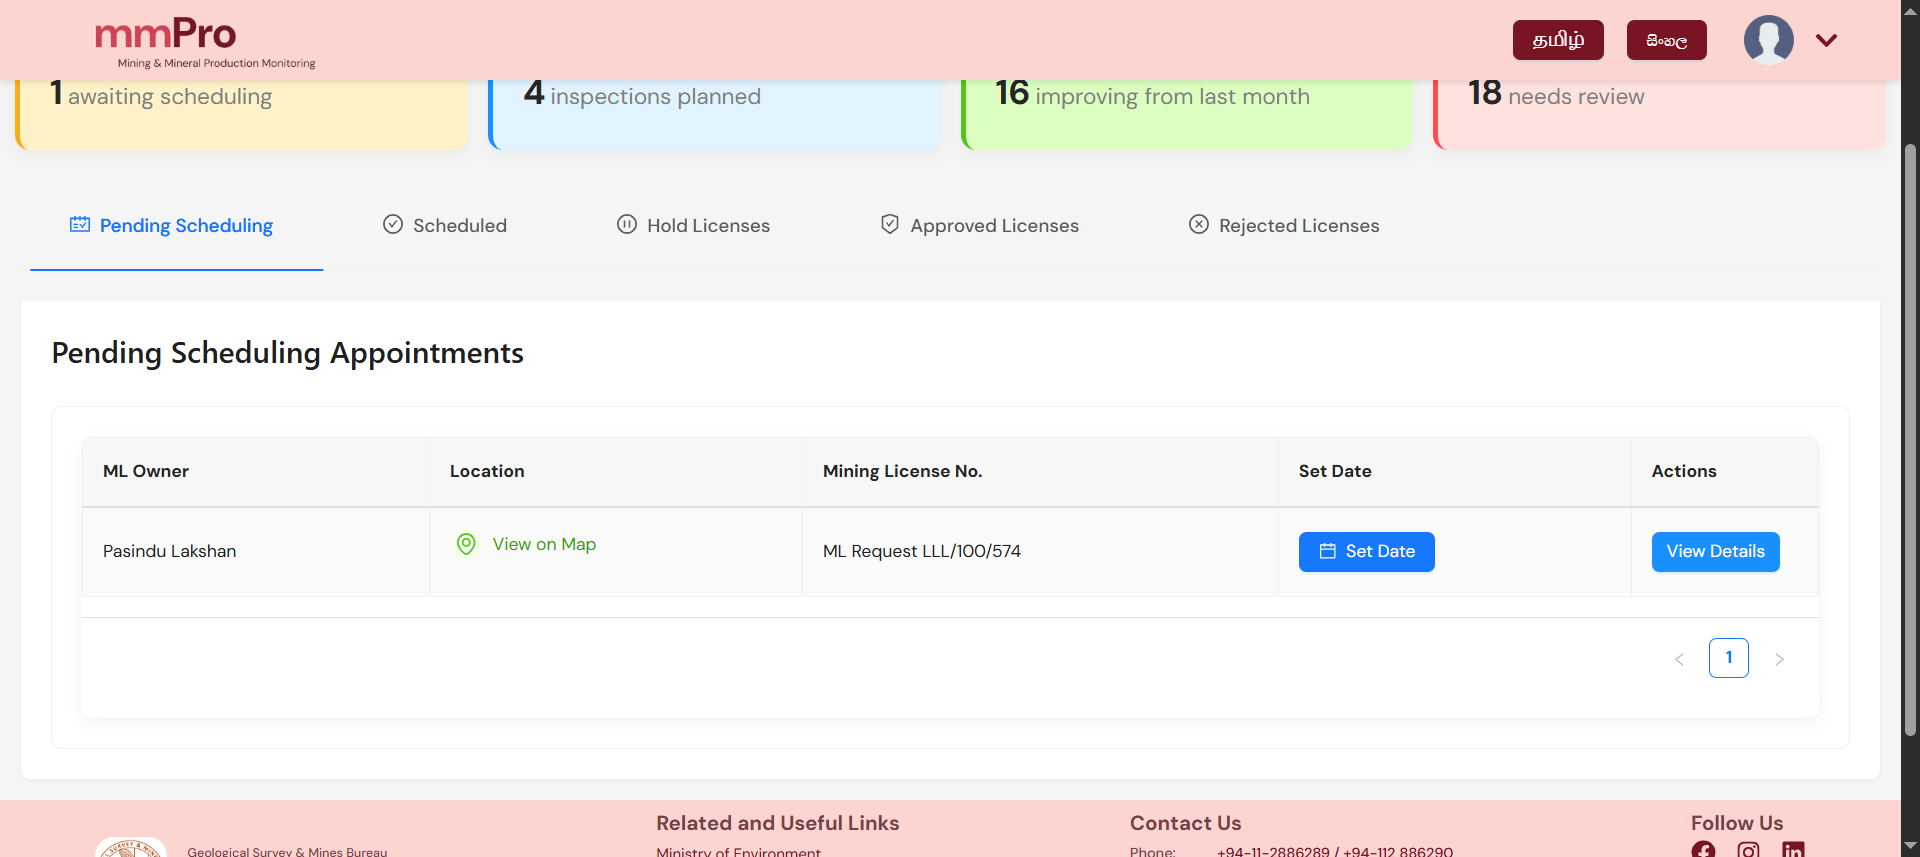 mmPro
Mining & Mineral Production Monitoring
தமிழ்
සිංහල
1 awaiting scheduling
4 inspections planned
16 improving from last month
18 needs review
Pending Scheduling
Scheduled
Hold Licenses
Approved Licenses
Rejected Licenses
Pending Scheduling Appointments
ML Owner
Location
Mining License No.
Set Date
Actions
Pasindu Lakshan
View on Map
ML Request LLL/100/574
Set Date
View Details
1
Related and Useful Links
Contact Us
Follow Us
Geological Survey & Mines Bureau
Ministry of Environment
Phone: +94-11-2886289 / +94-112 886290